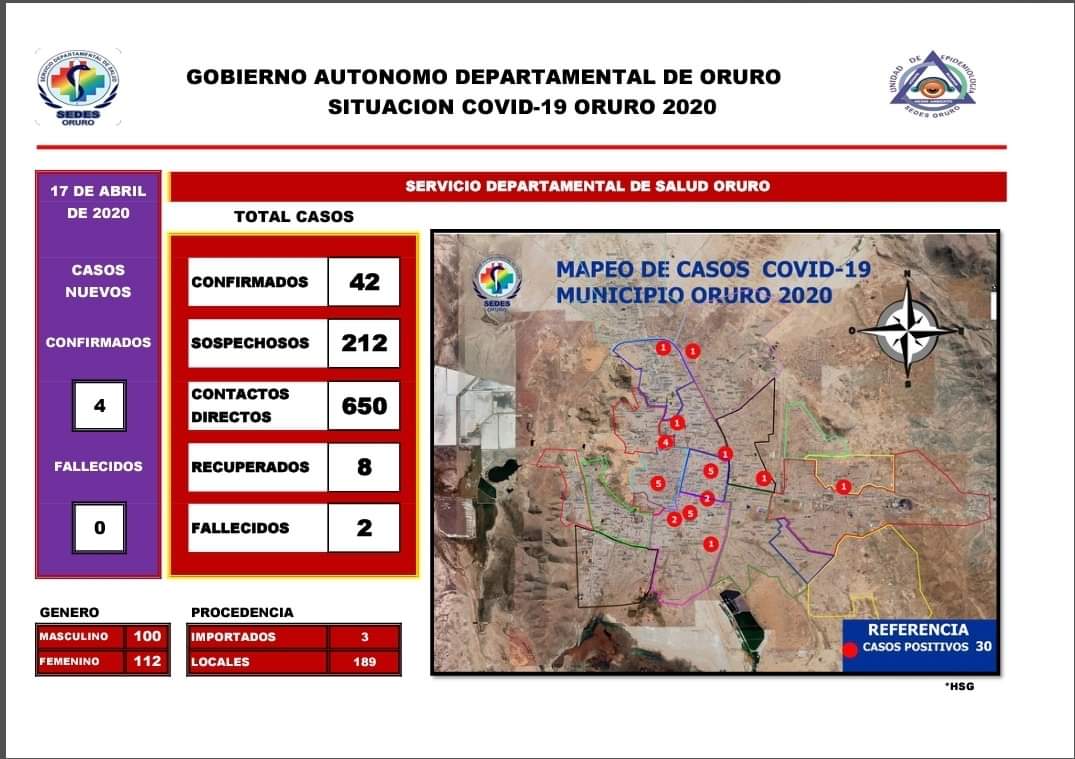 SERVICIO DEPARTAMENTAL DE SALUD
SEDES
ORURO
GOBIERNO AUTONOMO DEPARTAMENTAL DE ORURO
SITUACION COVID-19 ORURO 2020
UNIDAD DE EPIDEMIOLOGIA
SEDES ORURO
17 DE ABRIL
DE 2020
CASOS
NUEVOS
CONFIRMADOS
4
FALLECIDOS
0
SERVICIO DEPARTAMENTAL DE SALUD ORURO
TOTAL CASOS
CONFIRMADOS 42
SOSPECHOSOS 212
CONTACTOS
DIRECTOS 650
RECUPERADOS 8
FALLECIDOS 2
GENERO
MASCULINO 100
FEMENINO 112
PROCEDENCIA
IMPORTADOS 3
LOCALES 189
SEDES
ORURO
MAPEO DE CASOS COVID-19
MUNICIPIO ORURO 2020
N
O
E
S
1
1
1
4
1
5
5
1
1
2
5
2
1
REFERENCIA
CASOS POSITIVOS 30
*HSG